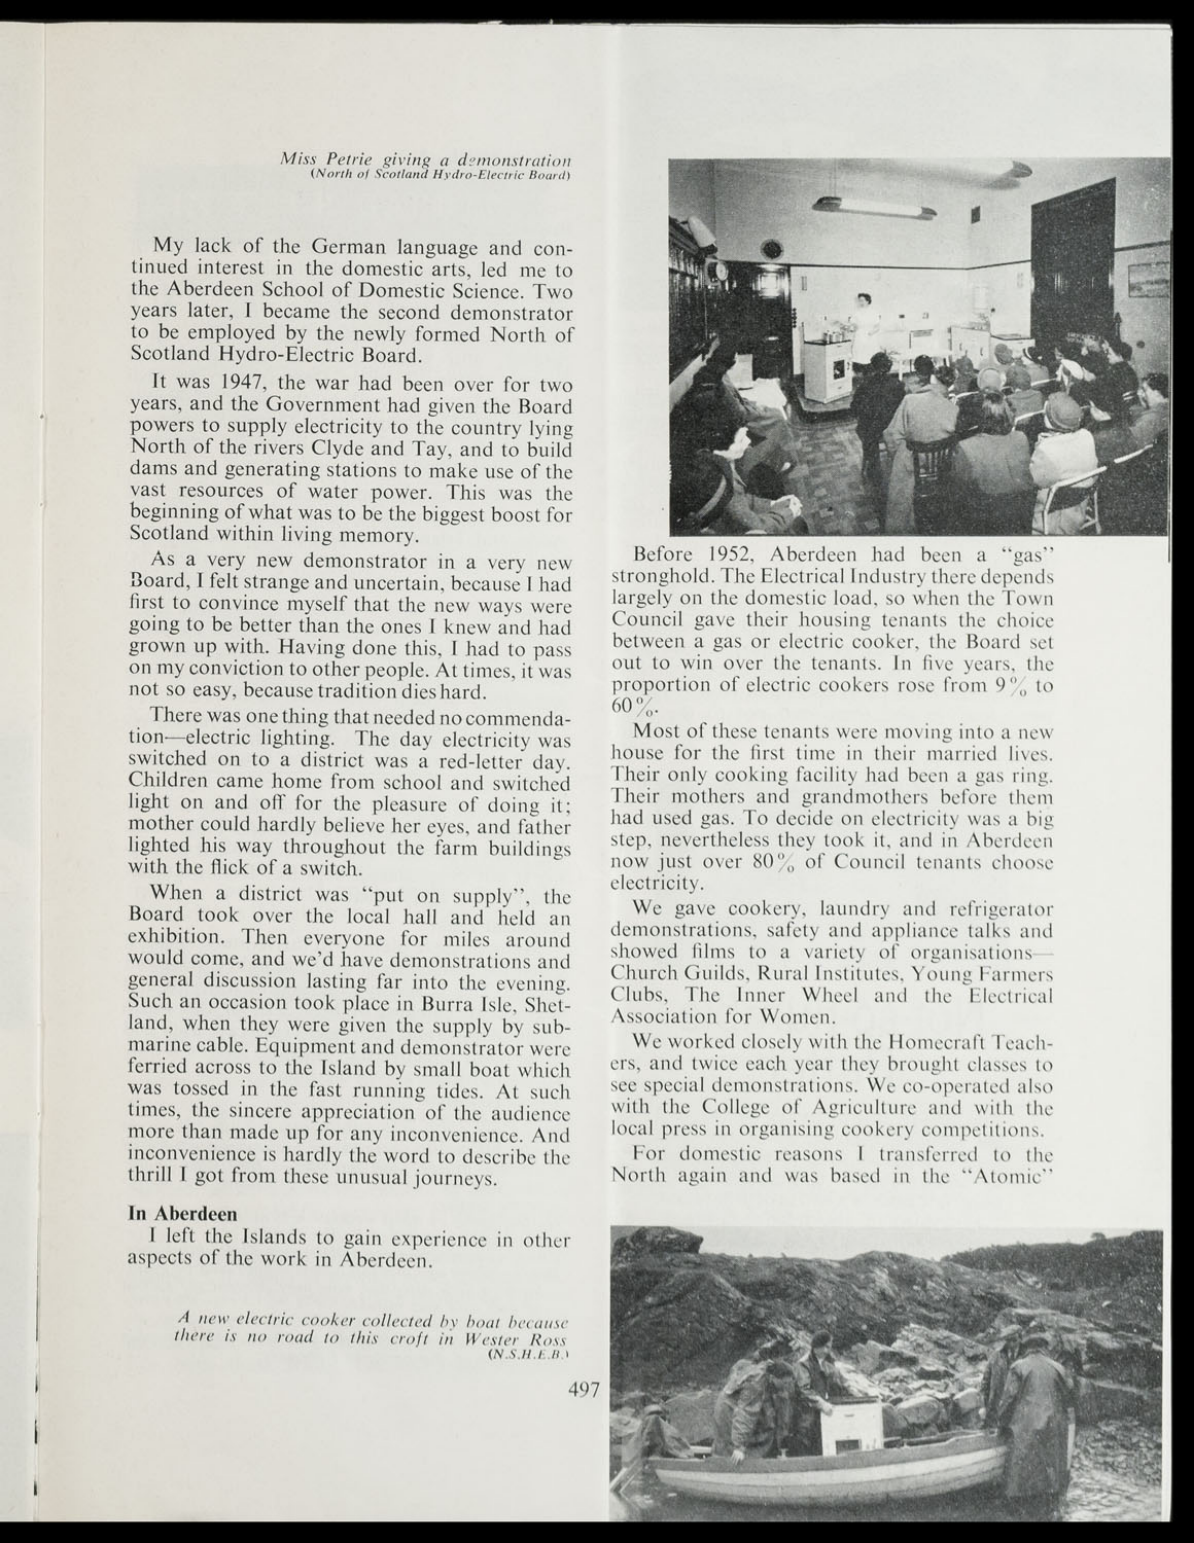 Miss Petrie giving a demonstration
(North of Scotland Hydro-Electric Board)
My lack of the German language and con-
tinued interest in the domestic arts, led me to
the Aberdeen School of Domestic Science. Two
years later, I became the second demonstrator
to be employed by the newly formed North of
Scotland Hydro-Electric Board.
It was 1947, the war had been over for two
years, and the Government had given the Board
powers to supply electricity to the country lying
North of the rivers Clyde and Tay, and to build
dams and generating stations to make use of the
vast resources of water power. This was the
beginning of what was to be the biggest boost for
Scotland within living memory.
As a very new demonstrator in a very new
Board, I felt strange and uncertain, because I had
first to convince myself that the new ways were
going to be better than the ones I knew and had
grown up with. Having done this, I had to pass
on my conviction to other people. At times, it was
not so easy, because tradition dies hard.
There was one thing that needed no commenda-
tion—electric lighting. The day electricity was
switched on to a district was a red-letter day.
Children came home from school and switched
light on and off for the pleasure of doing it;
mother could hardly believe her eyes, and father
lighted his way throughout the farm buildings
with the flick of a switch.
When a district was “put on supply”, the
Board took over the local hall and held an
exhibition. Then everyone for miles around
would come, and we’d have demonstrations and
general discussion lasting far into the evening.
Such an occasion took place in Burra Isle, Shet-
land, when they were given the supply by sub-
marine cable. Equipment and demonstrator were
ferried across to the Island by small boat which
was tossed in the fast running tides. At such
times, the sincere appreciation of the audience
more than made up for any inconvenience. And
inconvenience is hardly the word to describe the
thrill I got from these unusual journeys.
In Aberdeen
I left the Islands to gain experience in other
aspects of the work in Aberdeen.
A new electric cooker collected by boat because
there is no road to this croft in Wester Ross
(N.S.H.E.B.)
497
Before 1952, Aberdeen had been a “gas”
stronghold. The Electrical Industry there depends
largely on the domestic load, so when the Town
Council gave their housing tenants the choice
between a gas or electric cooker, the Board set
out to win over the tenants. In five years, the
proportion of electric cookers rose from 9% to
60%.
Most of these tenants were moving into a new
house for the first time in their married lives.
Their only cooking facility had been a gas ring.
Their mothers and grandmothers before them
had used gas. To decide on electricity was a big
step, nevertheless they took it, and in Aberdeen
now just over 80% of Council tenants choose
electricity.
We gave cookery, laundry and refrigerator
demonstrations, safety and appliance talks and
showed films to a variety of organisations—
Church Guilds, Rural Institutes, Young Farmers
Clubs, The Inner Wheel and the Electrical
Association for Women.
We worked closely with the Homecraft Teach-
ers, and twice each year they brought classes to
see special demonstrations. We co-operated also
with the College of Agriculture and with the
local press in organising cookery competitions.
For domestic reasons I transferred to the
North again and was based in the “Atomic”